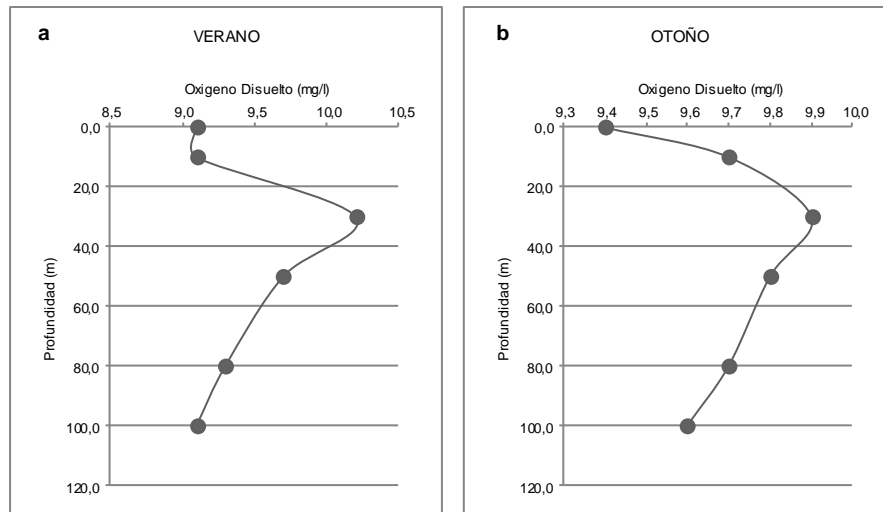 a
VERANO
Oxigeno Disuelto (mg/l)
8,5 9,0 9,5 10,0 10,5
0,0
20,0
40,0
60,0
80,0
100,0
120,0
Profundidad (m)
b
OTOÑO
Oxigeno Disuelto (mg/l)
9,3 9,4 9,5 9,6 9,7 9,8 9,9 10,0
0,0
20,0
40,0
60,0
80,0
100,0
120,0
Profundidad (m)